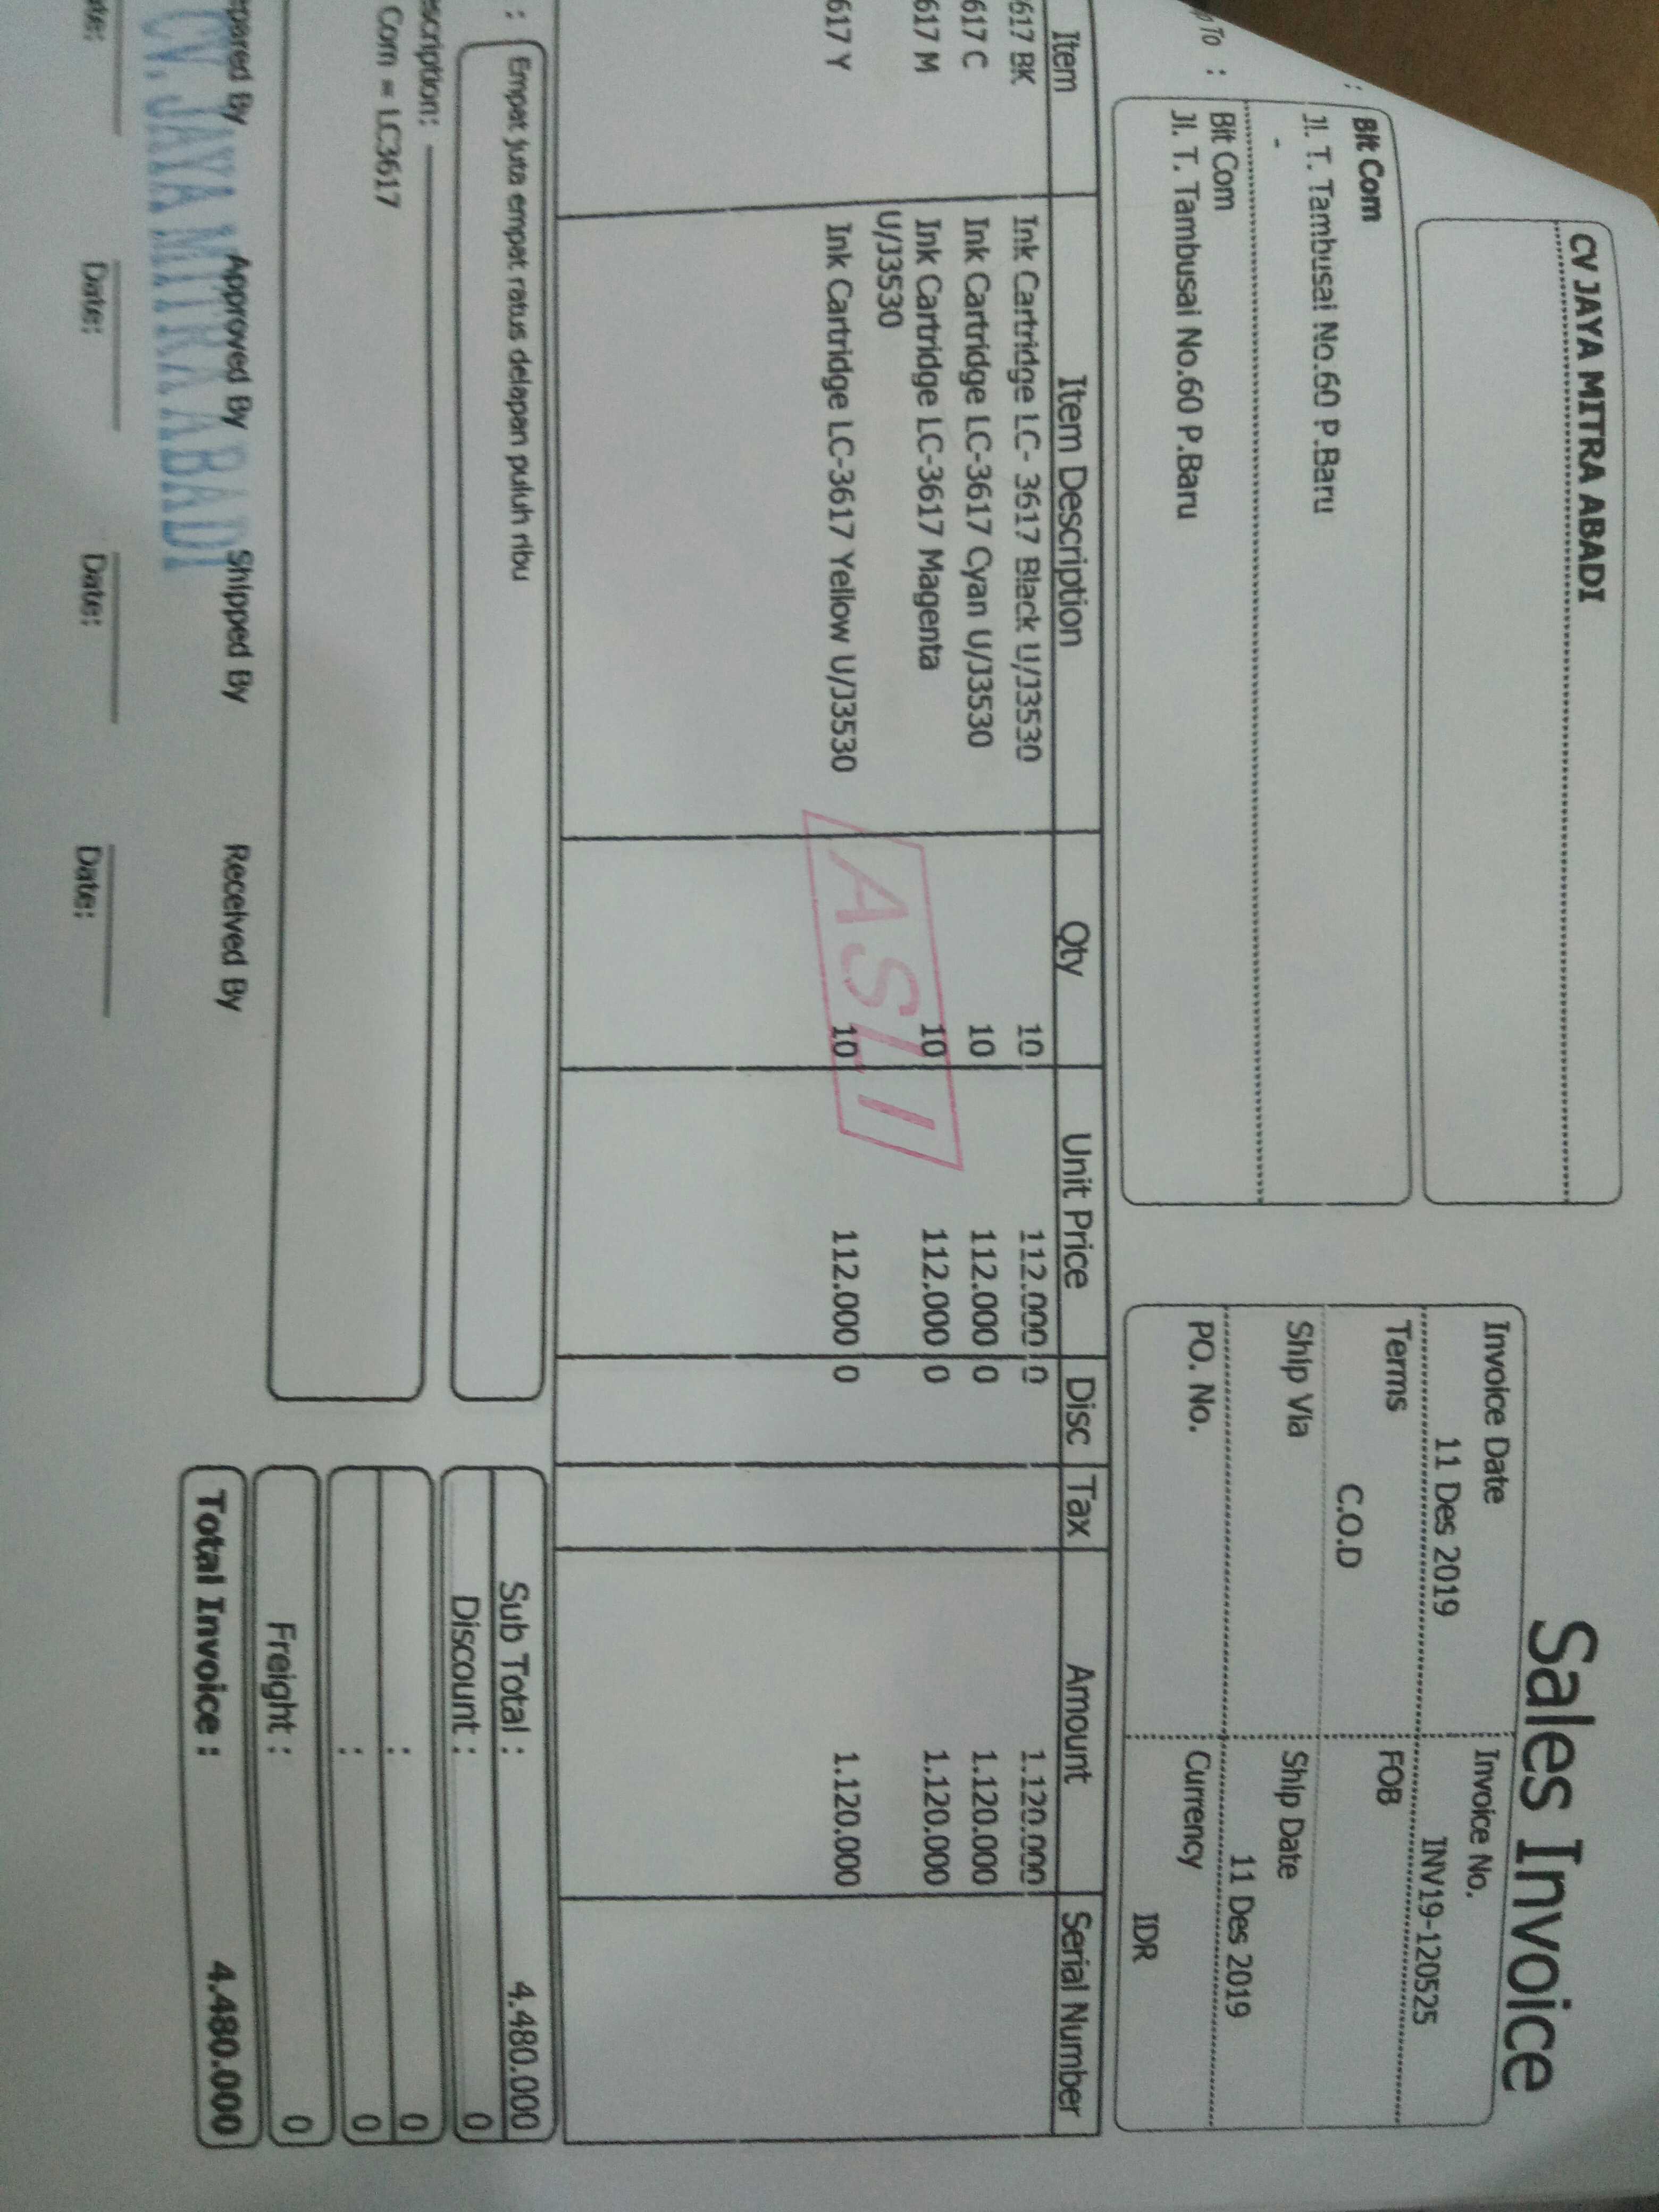 CV JAYA MITRA ABADI
Sales Invoice
: Bit Com
Jl. T. Tambusai No.60 P.Baru
-
To : Bit Com
Jl. T. Tambusai No.60 P.Baru
Invoice Date Invoice No.
11 Des 2019 INV19-120525
Terms FOB
C.O.D
Ship Via Ship Date
11 Des 2019
PO. No. Currency
IDR
Item Item Description Qty Unit Price Disc Tax Amount Serial Number
617 BK Ink Cartridge LC- 3617 Black U/J3530 10 112.000 0 1.120.000
617 C Ink Cartridge LC-3617 Cyan U/J3530 10 112.000 0 1.120.000
617 M Ink Cartridge LC-3617 Magenta 10 112.000 0 1.120.000
U/J3530
617 Y Ink Cartridge LC-3617 Yellow U/J3530 10 112.000 0 1.120.000
ASLI
: Empat juta empat ratus delapan puluh ribu
Sub Total : 4.480.000
Discount : 0
: 0
: 0
Freight : 0
Total Invoice : 4.480.000
scription:
Com = LC3617
epared By Approved By Shipped By Received By
CV. JAYA MITRA ABADI
ate: Date: Date: Date: